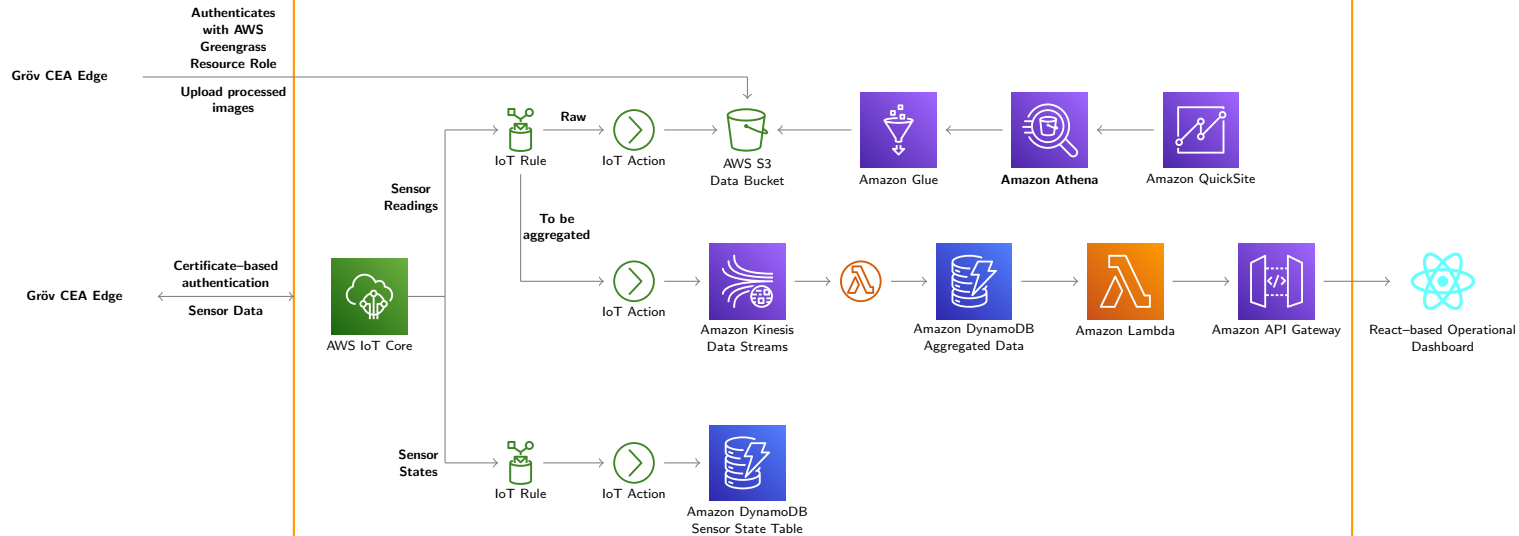 Authenticates
with AWS
Greengrass
Resource Role
Gröv CEA Edge
Upload processed
images
Raw
IoT Rule
IoT Action
AWS S3
Data Bucket
Amazon Glue
Amazon Athena
Amazon QuickSite
Sensor
Readings
To be
aggregated
Gröv CEA Edge
Certificate–based
authentication
Sensor Data
AWS IoT Core
IoT Action
Amazon Kinesis
Data Streams
Amazon DynamoDB
Aggregated Data
Amazon Lambda
Amazon API Gateway
React–based Operational
Dashboard
Sensor
States
IoT Rule
IoT Action
Amazon DynamoDB
Sensor State Table